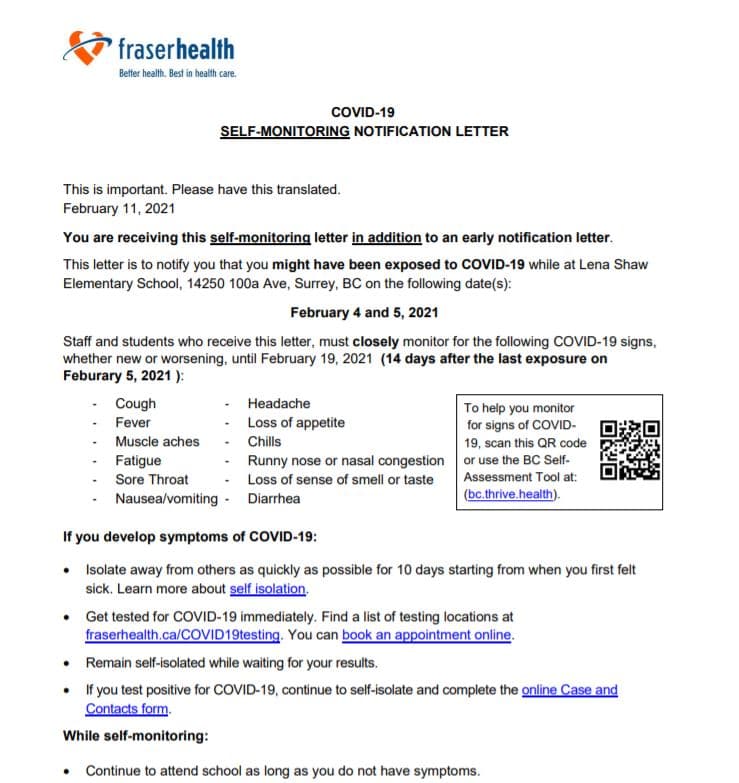 fraserhealth
Better health. Best in health care.
COVID-19
SELF-MONITORING NOTIFICATION LETTER
This is important. Please have this translated.
February 11, 2021
You are receiving this self-monitoring letter in addition to an early notification letter.
This letter is to notify you that you might have been exposed to COVID-19 while at Lena Shaw
Elementary School, 14250 100a Ave, Surrey, BC on the following date(s):
February 4 and 5, 2021
Staff and students who receive this letter, must closely monitor for the following COVID-19 signs,
whether new or worsening, until February 19, 2021 (14 days after the last exposure on
Feburary 5, 2021 ):
- Cough
- Fever
- Muscle aches
- Fatigue
- Sore Throat
- Nausea/vomiting
- Headache
- Loss of appetite
- Chills
- Runny nose or nasal congestion
- Loss of sense of smell or taste
- Diarrhea
To help you monitor
for signs of COVID-
19, scan this QR code
or use the BC Self-
Assessment Tool at:
(bc.thrive.health).
If you develop symptoms of COVID-19:
• Isolate away from others as quickly as possible for 10 days starting from when you first felt
sick. Learn more about self isolation.
• Get tested for COVID-19 immediately. Find a list of testing locations at
fraserhealth.ca/COVID19testing. You can book an appointment online.
• Remain self-isolated while waiting for your results.
• If you test positive for COVID-19, continue to self-isolate and complete the online Case and
Contacts form.
While self-monitoring:
• Continue to attend school as long as you do not have symptoms.